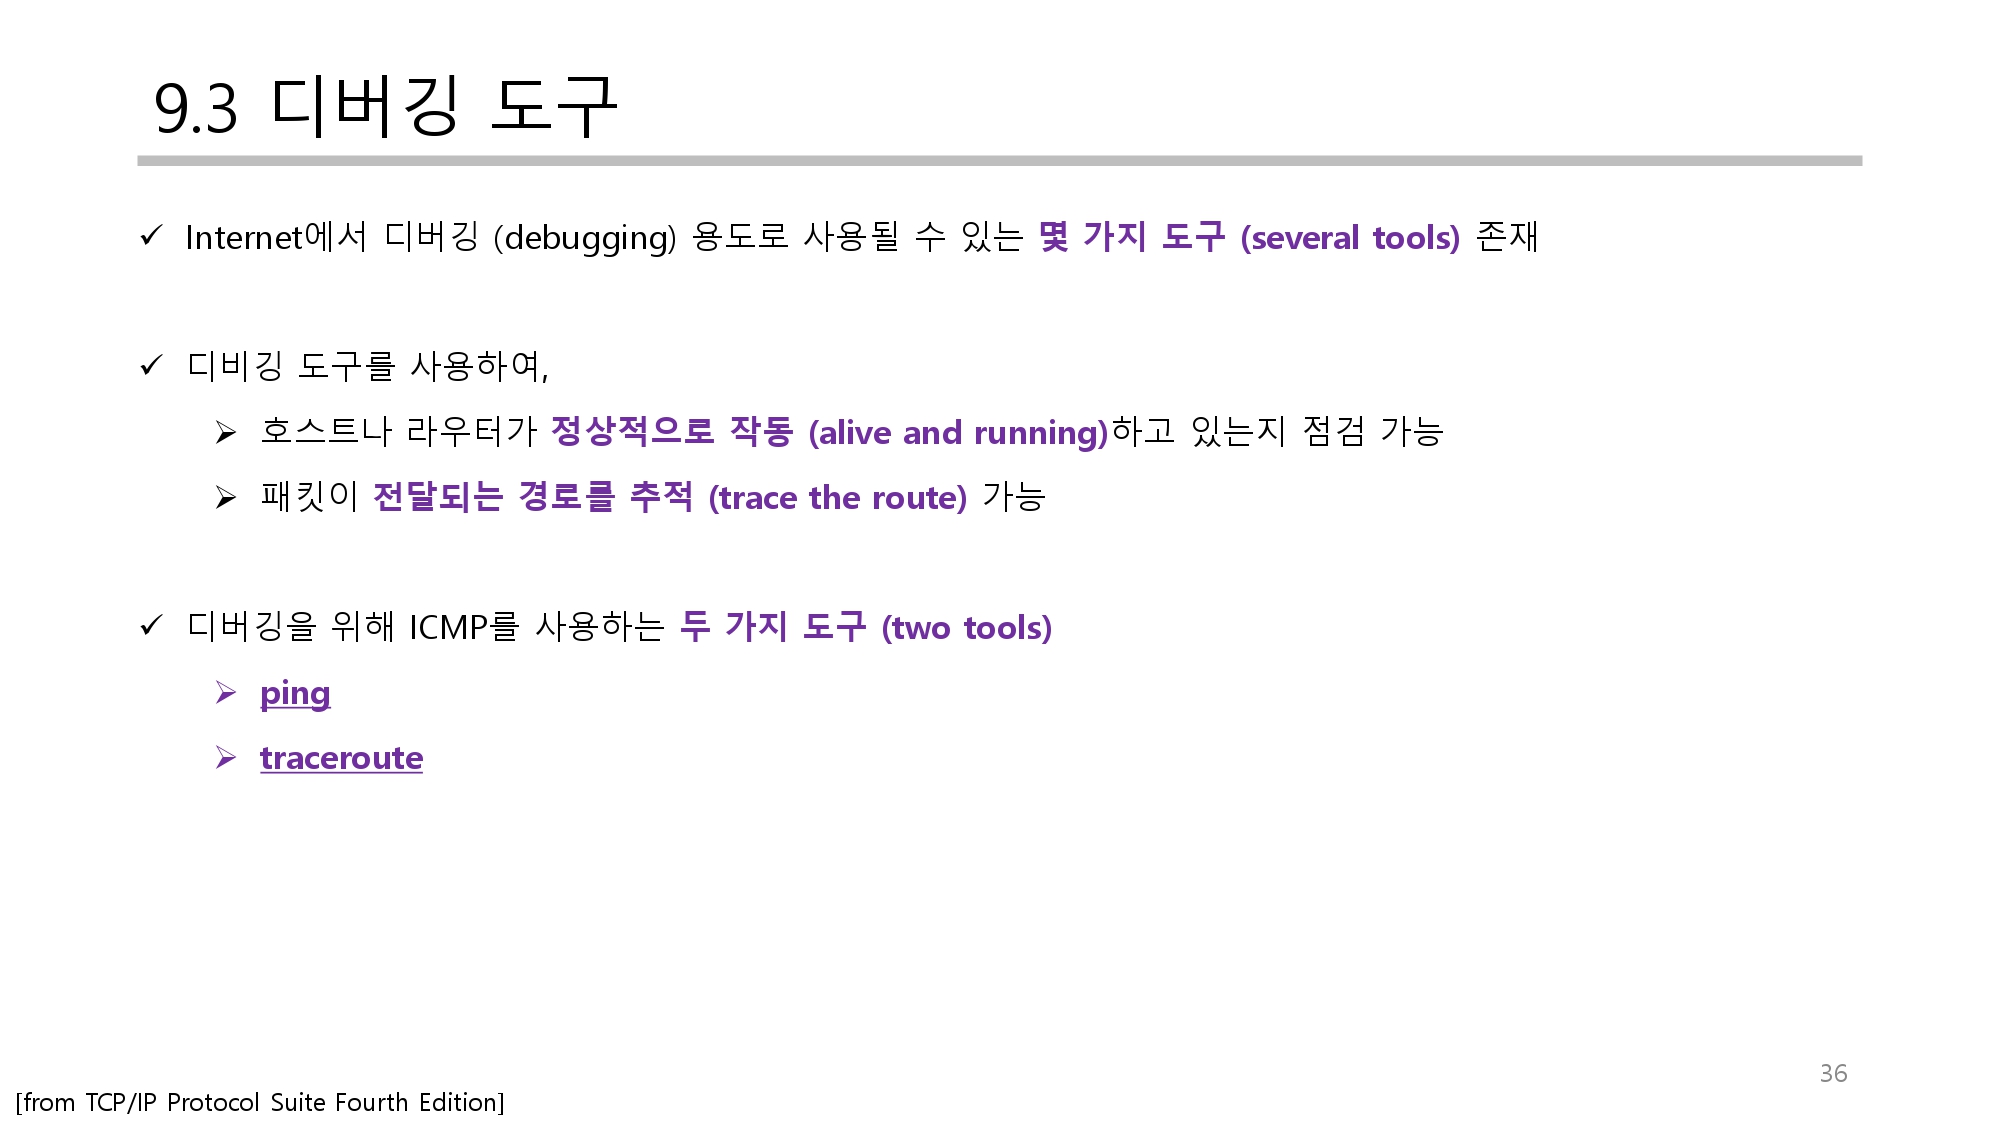 9.3 디버깅 도구
✓ Internet에서 디버깅 (debugging) 용도로 사용될 수 있는 몇 가지 도구 (several tools) 존재
✓ 디비깅 도구를 사용하여,
➢ 호스트나 라우터가 정상적으로 작동 (alive and running)하고 있는지 점검 가능
➢ 패킷이 전달되는 경로를 추적 (trace the route) 가능
✓ 디버깅을 위해 ICMP를 사용하는 두 가지 도구 (two tools)
➢ ping
➢ traceroute
36
[from TCP/IP Protocol Suite Fourth Edition]